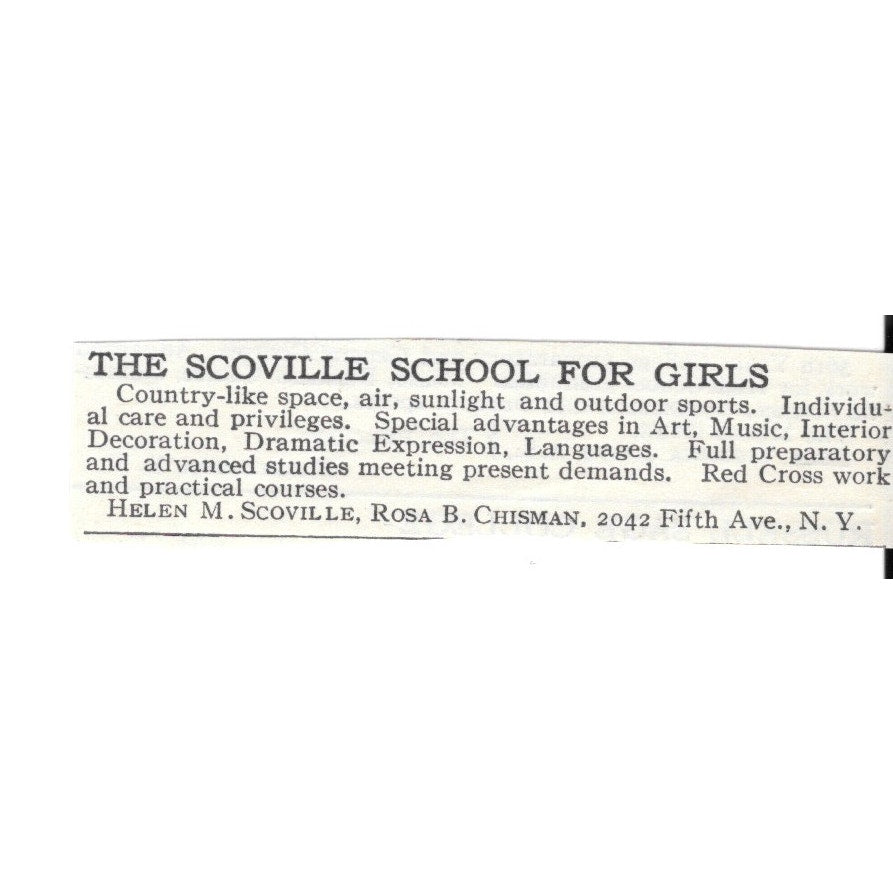 THE SCOVILLE SCHOOL FOR GIRLS
Country-like space, air, sunlight and outdoor sports. Individu-
al care and privileges. Special advantages in Art, Music, Interior
Decoration, Dramatic Expression, Languages. Full preparatory
and advanced studies meeting present demands. Red Cross work
and practical courses.
HELEN M. SCOVILLE, ROSA B. CHISMAN, 2042 Fifth Ave., N. Y.